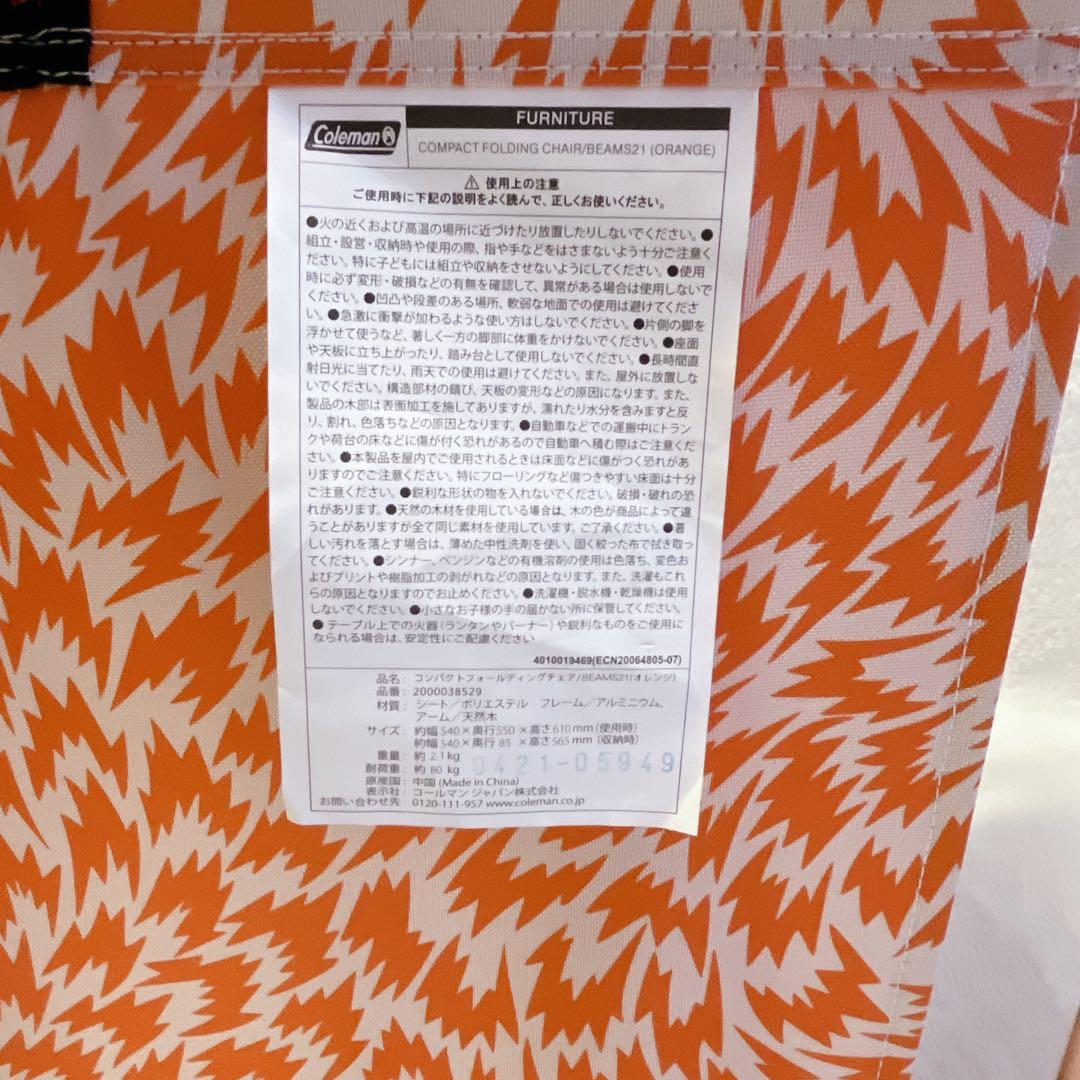 Coleman
FURNITURE
COMPACT FOLDING CHAIR/BEAMS21 (ORANGE)
⚠ 使用上の注意
ご使用時に下記の説明をよく読んで、正しくお使いください。
●火の近くおよび高温の場所に近づけたり放置したりしないでください。●
組立・設営・収納時や使用の際、指や手などをはさまないよう十分ご注意く
ださい。特に子どもには組立や収納をさせないようにしてください。●使用
時に必ず変形・破損などの有無を確認して、異常がある場合は使用しないで
ください。●凹凸や段差のある場所、軟弱な地面での使用は避けてくださ
い。●急激に衝撃が加わるような使い方はしないでください。●片側の脚を
浮かせて使うなど、著しく一方の脚部に体重をかけないでください。●座面
や天板に立ち上がったり、踏み台として使用しないでください。●長時間直
射日光に当てたり、雨天での使用は避けてください。また、屋外に放置しな
いでください。構造部材の錆び、天板の変形などの原因になります。また、
製品の木部は表面加工を施してありますが、濡れたり水分を含みますと反
り、割れ、色落ちなどの原因となります。●自動車などでの運搬中にトラン
クや荷台の床などに傷が付く恐れがあるので自動車へ積む際はご注意くだ
さい。●本製品を屋内でご使用されるときは床面などに傷がつく恐れがあ
りますのでご注意ください。特にフローリングなど傷つきやすい床面は十分
ご注意ください。●鋭利な形状の物を入れないでください。破損・破れの恐
れがあります。●天然の木材を使用している場合は、木の色が商品によって違
うことがありますが全て同じ素材を使用しています。ご了承ください。●著
しい汚れを落とす場合は、薄めた中性洗剤を使い、固く絞った布で拭き取っ
てください。●シンナー、ベンジンなどの有機溶剤の使用は色落ち、変色お
よびプリントや樹脂加工の剥がれなどの原因となります。また、洗濯もこれ
らの原因となりますのでお止めください。●洗濯機・脱水機・乾燥機は使用
しないでください。●小さなお子様の手の届かない所に保管してください。
● テーブル上での火器(ランタンやバーナー)や鋭利なものをご使用に
なられる場合は、安定性にご配慮ください。
4010019469(ECN20064805-07)
品名: コンパクトフォールディングチェア/BEAMS21(オレンジ)
品番: 2000038529
材質: シート/ポリエステル フレーム/アルミニウム、
アーム/天然木
サイズ: 約幅 540×奥行550×高さ610mm(使用時)
約幅 540×奥行 85×高さ565mm (収納時)
重量: 約 2.1kg
耐荷重: 約 80kg
0421-05949
原産国: 中国 (Made in China)
表示社: コールマン ジャパン株式会社
お問い合わせ先: 0120-111-957 www.coleman.co.jp